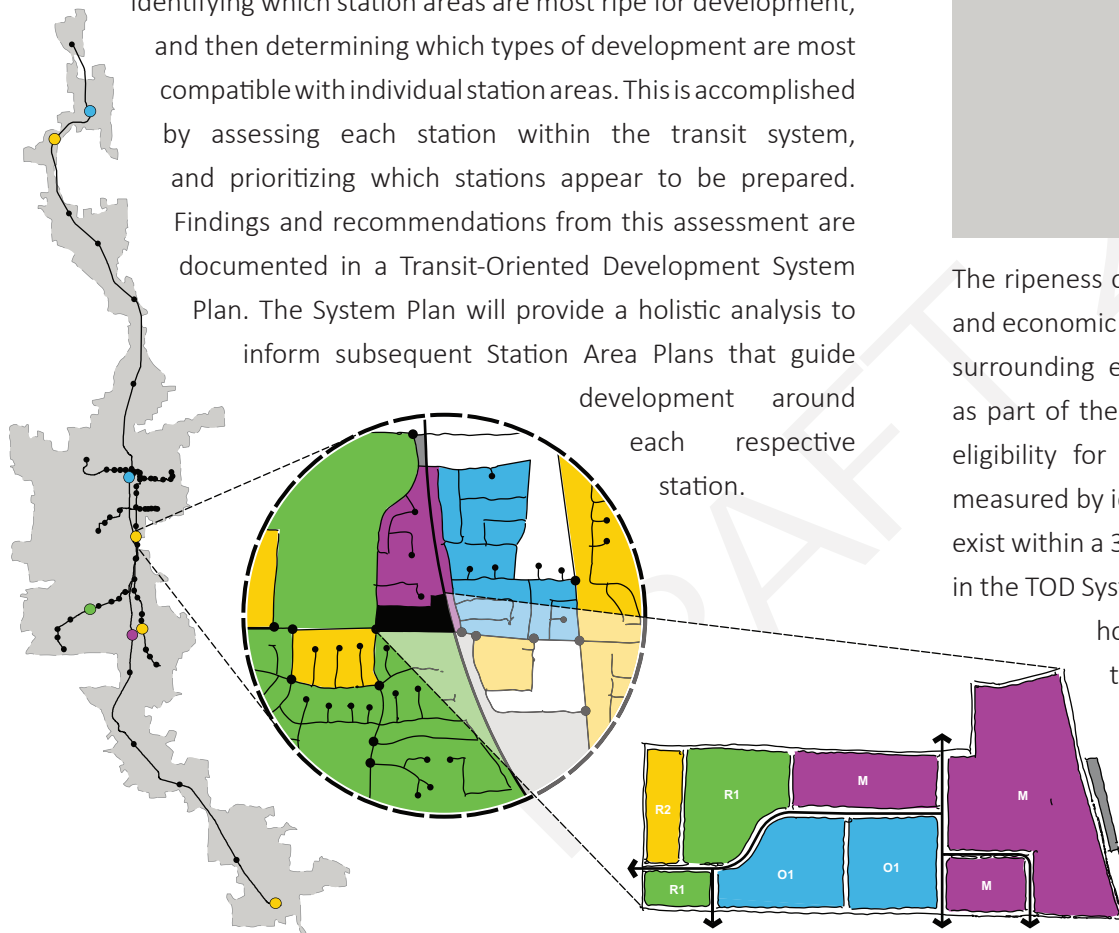 identifying which station areas are most ripe for development,
and then determining which types of development are most
compatible with individual station areas. This is accomplished
by assessing each station within the transit system,
and prioritizing which stations appear to be prepared.
Findings and recommendations from this assessment are
documented in a Transit-Oriented Development System
Plan. The System Plan will provide a holistic analysis to
inform subsequent Station Area Plans that guide
development around
each respective
station.
The ripeness
and economic
surrounding
as part of the
eligibility for
measured by
exist within a 3
in the TOD
R2
R1
M
M
R1
O1
O1
M